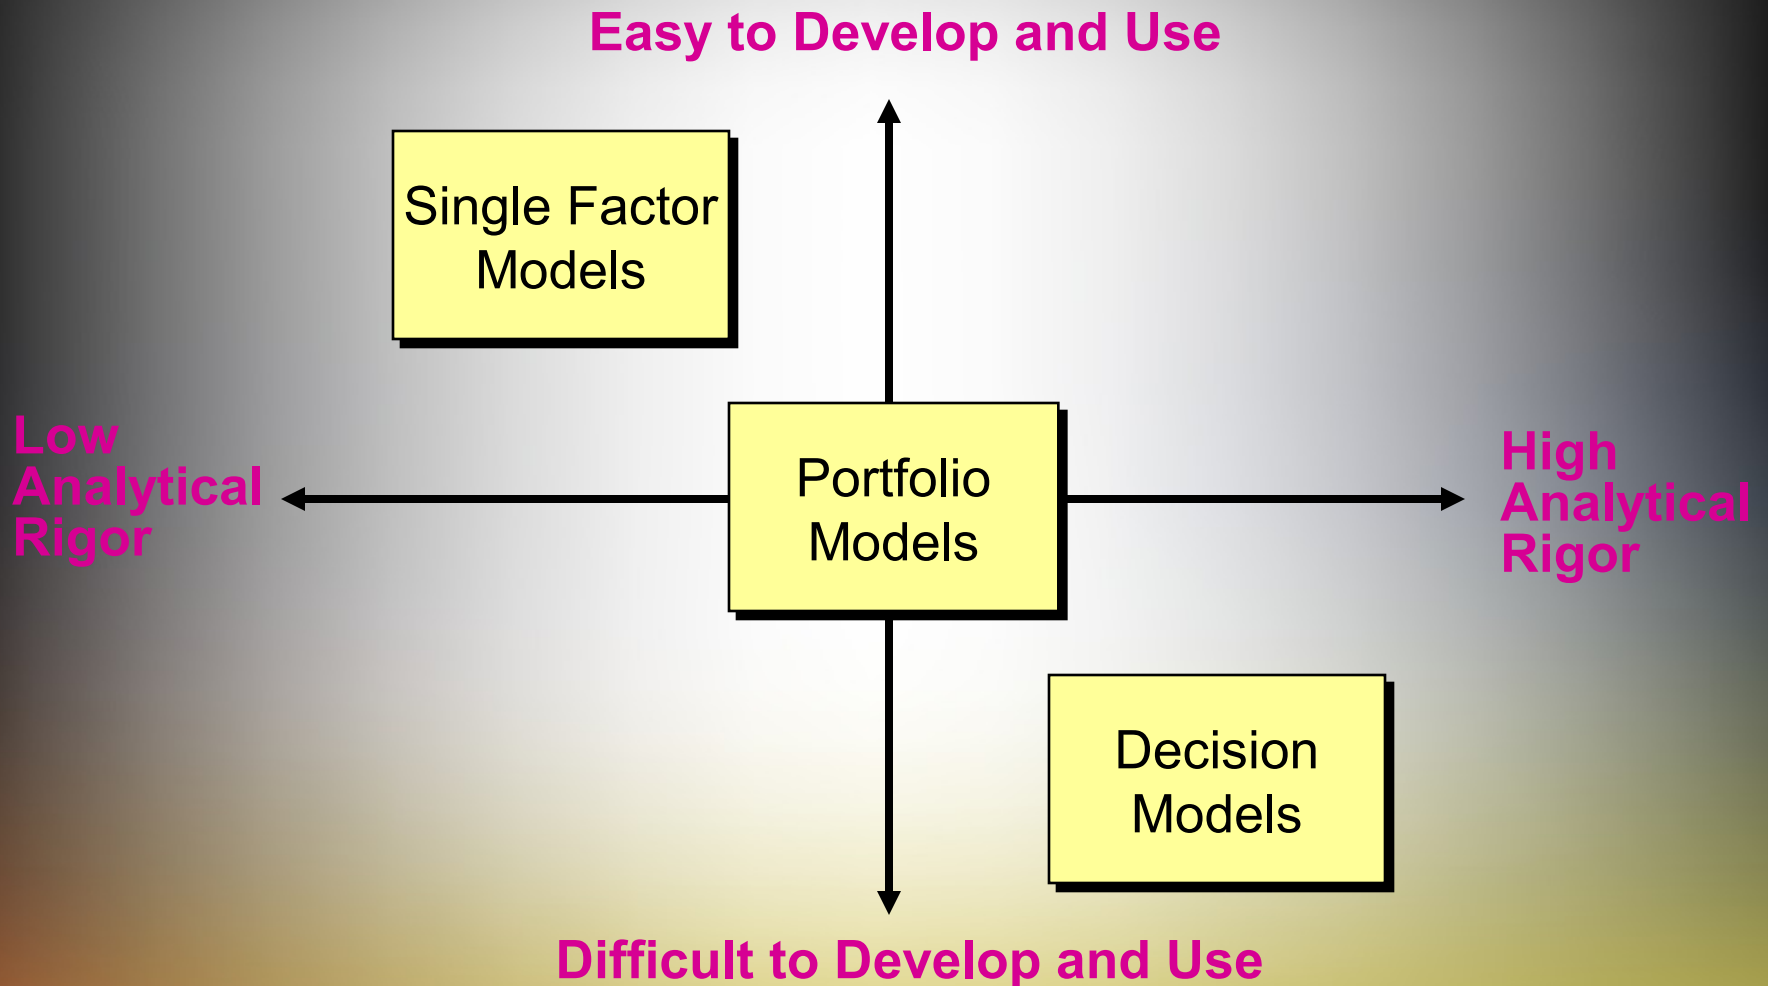 Easy to Develop and Use
Single Factor
Models
Low
Analytical
Rigor
Portfolio
Models
High
Analytical
Rigor
Decision
Models
Difficult to Develop and Use